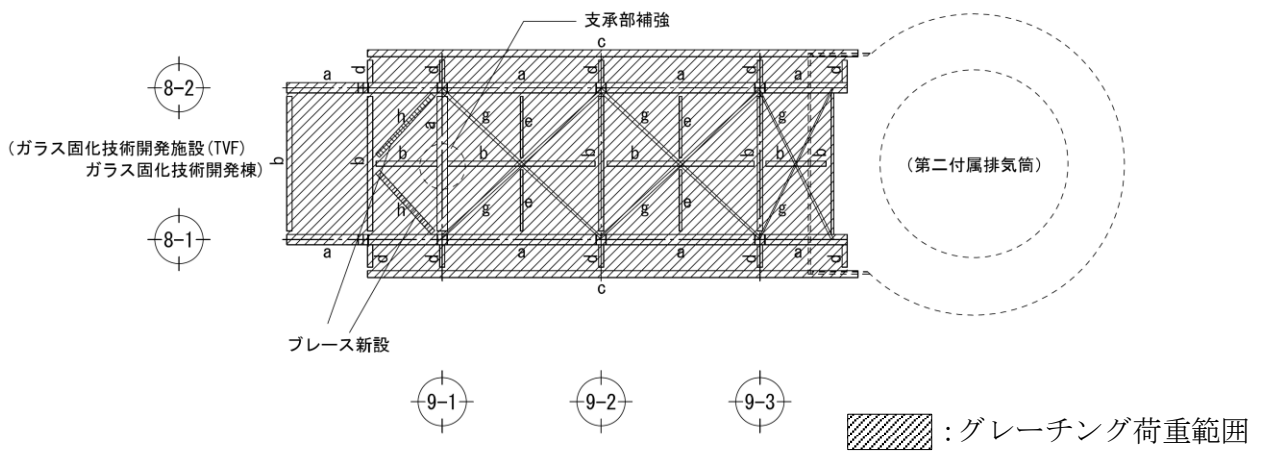 支承部補強
c
d d d d d
a a a a a
8-2
(ガラス固化技術開発施設(TVF)
ガラス固化技術開発棟)
h a g e g e g
b b b b b b b b b
(第二付属排気筒)
h g e g e g
8-1
a a a a a
d d d d d
c
ブレース新設
9-1 9-2 9-3
:グレーチング荷重範囲